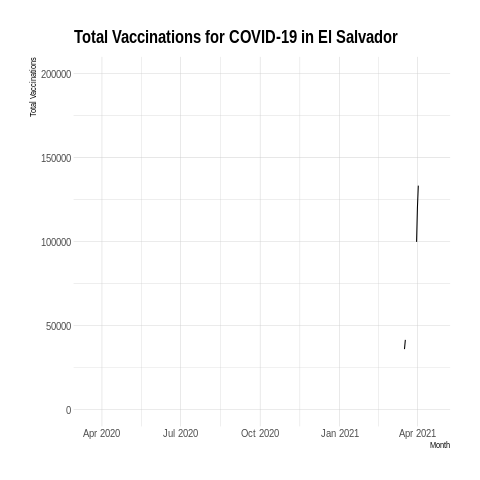 Total Vaccinations for COVID-19 in El Salvador
Total Vaccinations
200000
150000
100000
50000
0
Apr 2020 Jul 2020 Oct 2020 Jan 2021 Apr 2021
Month